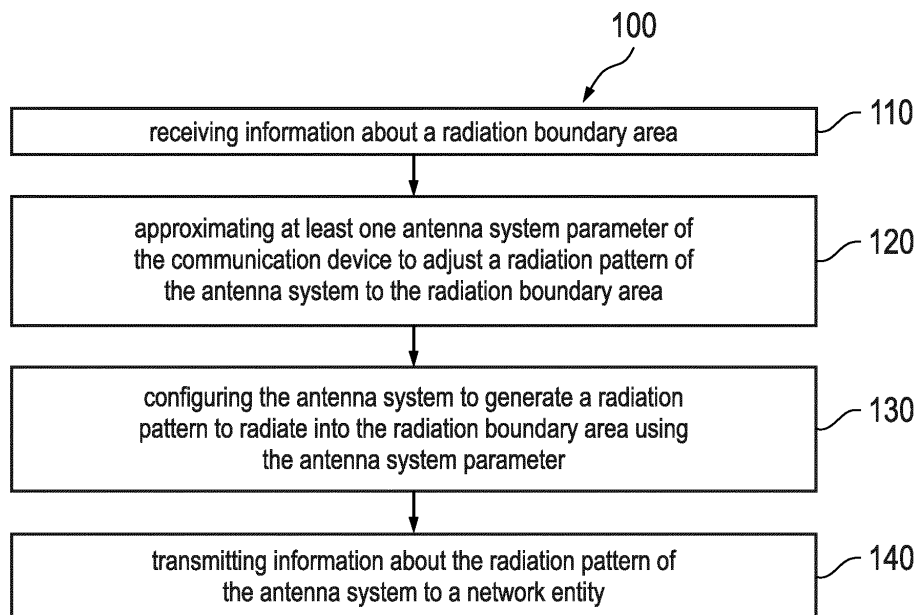 100
receiving information about a radiation boundary area
110
approximating at least one antenna system parameter of
the communication device to adjust a radiation pattern of
the antenna system to the radiation boundary area
120
configuring the antenna system to generate a radiation
pattern to radiate into the radiation boundary area using
the antenna system parameter
130
transmitting information about the radiation pattern of
the antenna system to a network entity
140